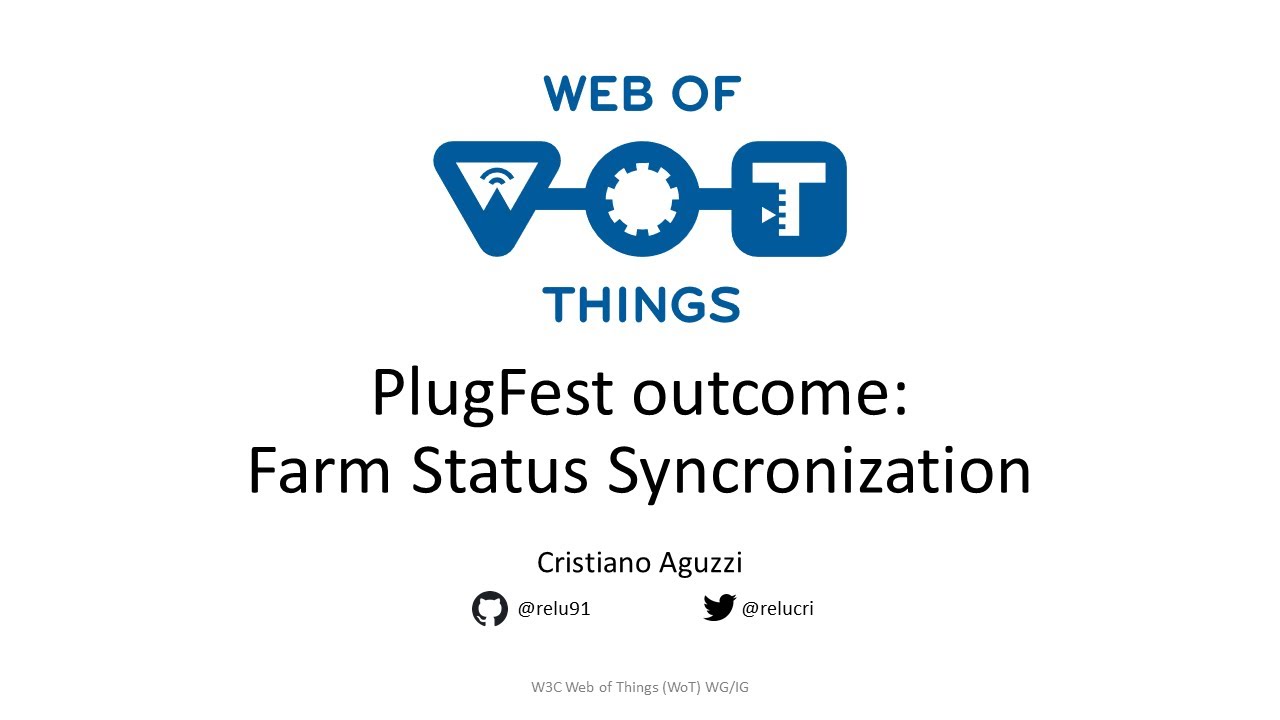 WEB OF
WOT
THINGS
PlugFest outcome:
Farm Status Syncronization
Cristiano Aguzzi
@relu91 @relucri
W3C Web of Things (WoT) WG/IG